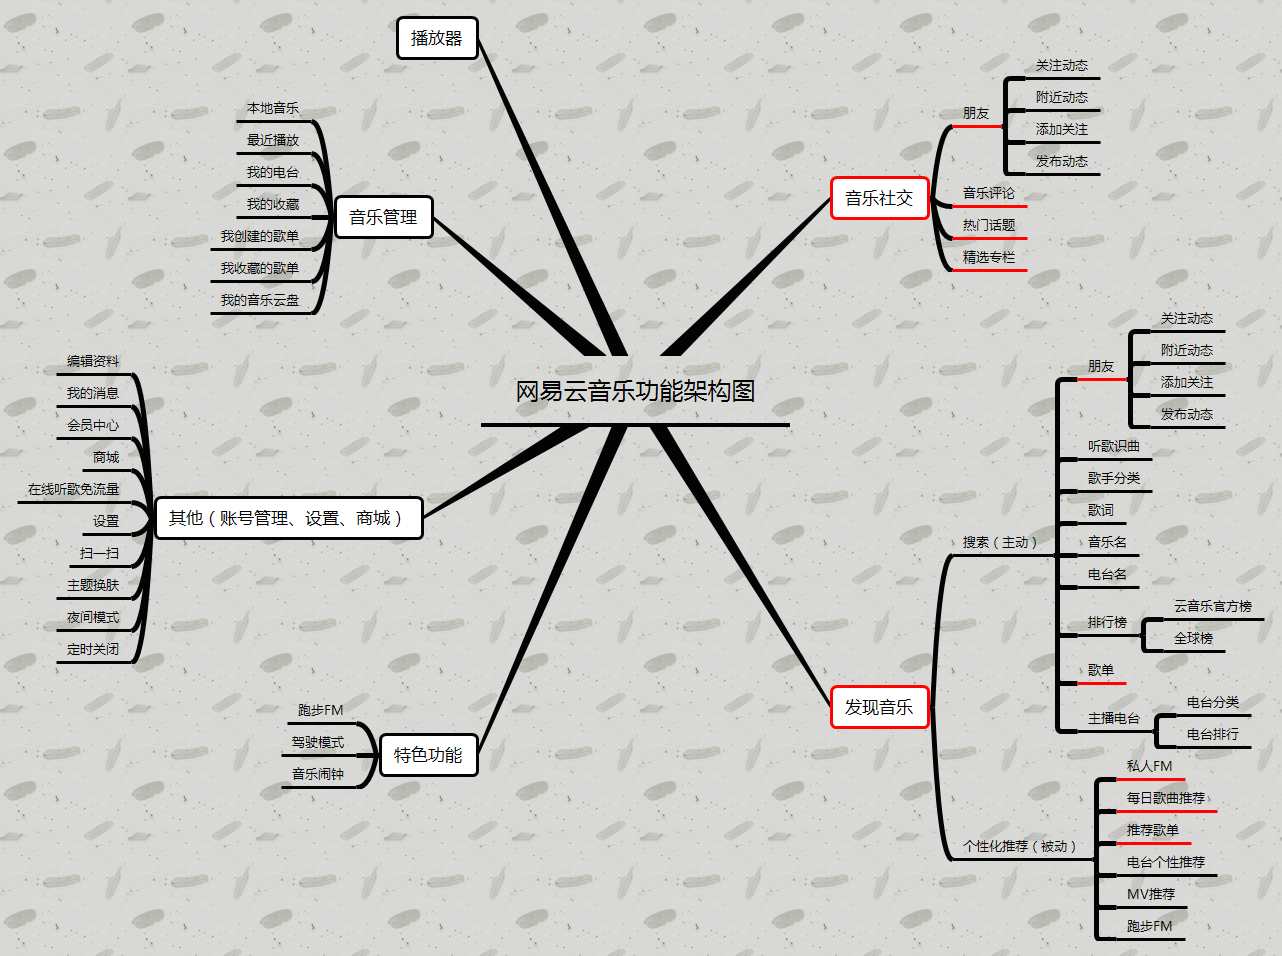 网易云音乐功能架构图
播放器
音乐管理
本地音乐
最近播放
我的电台
我的收藏
我创建的歌单
我收藏的歌单
我的音乐云盘
其他（账号管理、设置、商城）
编辑资料
我的消息
会员中心
商城
在线听歌免流量
设置
扫一扫
主题换肤
夜间模式
定时关闭
特色功能
跑步FM
驾驶模式
音乐闹钟
音乐社交
朋友
关注动态
附近动态
添加关注
发布动态
音乐评论
热门话题
精选专栏
发现音乐
搜索（主动）
朋友
关注动态
附近动态
添加关注
发布动态
听歌识曲
歌手分类
歌词
音乐名
电台名
排行榜
云音乐官方榜
全球榜
歌单
主播电台
电台分类
电台排行
个性化推荐（被动）
私人FM
每日歌曲推荐
推荐歌单
电台个性推荐
MV推荐
跑步FM